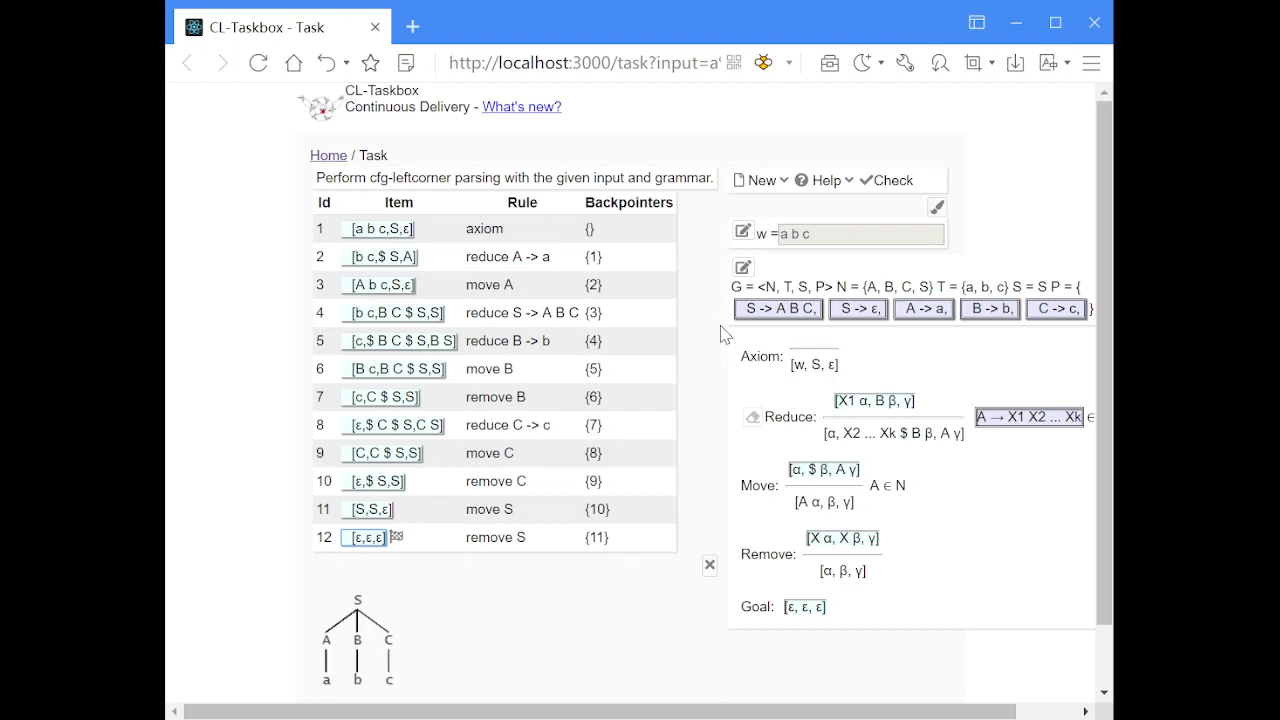 CL-Taskbox - Task
http://localhost:3000/task?input=a'
CL-Taskbox
Continuous Delivery - What's new?
Home / Task
Perform cfg-leftcorner parsing with the given input and grammar.
New Help Check
Id Item Rule Backpointers
1 [a b c,S,ε] axiom {}
2 [b c,$ S,A] reduce A -> a {1}
3 [A b c,S,ε] move A {2}
4 [b c,B C $ S,S] reduce S -> A B C {3}
5 [c,$ B C $ S,B S] reduce B -> b {4}
6 [B c,B C $ S,S] move B {5}
7 [c,C $ S,S] remove B {6}
8 [ε,$ C $ S,C S] reduce C -> c {7}
9 [C,C $ S,S] move C {8}
10 [ε,$ S,S] remove C {9}
11 [S,S,ε] move S {10}
12 [ε,ε,ε] remove S {11}
w = a b c
G = <N, T, S, P> N = {A, B, C, S} T = {a, b, c} S = S P = {
S -> A B C, S -> ε, A -> a, B -> b, C -> c, }
Axiom: [w, S, ε]
[X1 α, B β, γ]
Reduce: A → X1 X2 ... Xk ∈
[α, X2 ... Xk $ B β, A γ]
[α, $ β, A γ]
Move: A ∈ N
[A α, β, γ]
[X α, X β, γ]
Remove:
[α, β, γ]
Goal: [ε, ε, ε]
S
A B C
a b c